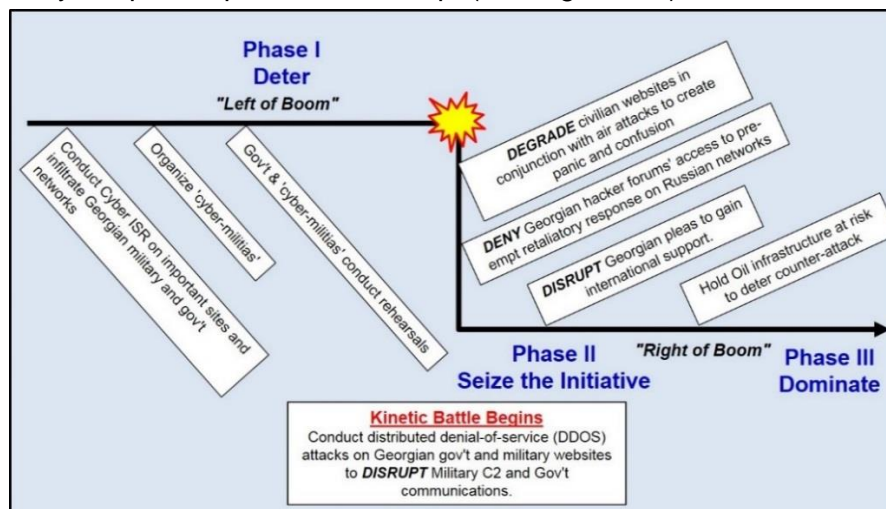 Phase I
Deter
"Left of Boom"
Conduct Cyber ISR on important sites and
infiltrate Georgian military and gov't
networks
Organize 'cyber-militias'
Gov't & 'cyber-militias' conduct rehearsals
DEGRADE civilian websites in
conjunction with air attacks to create
panic and confusion
DENY Georgian hacker forums' access to pre-
empt retaliatory response on Russian networks
DISRUPT Georgian pleas to gain
international support.
Hold Oil infrastructure at risk
to deter counter-attack
Phase II
Seize the Initiative
"Right of Boom"
Phase III
Dominate
Kinetic Battle Begins
Conduct distributed denial-of-service (DDOS)
attacks on Georgian gov't and military websites
to DISRUPT Military C2 and Gov't
communications.